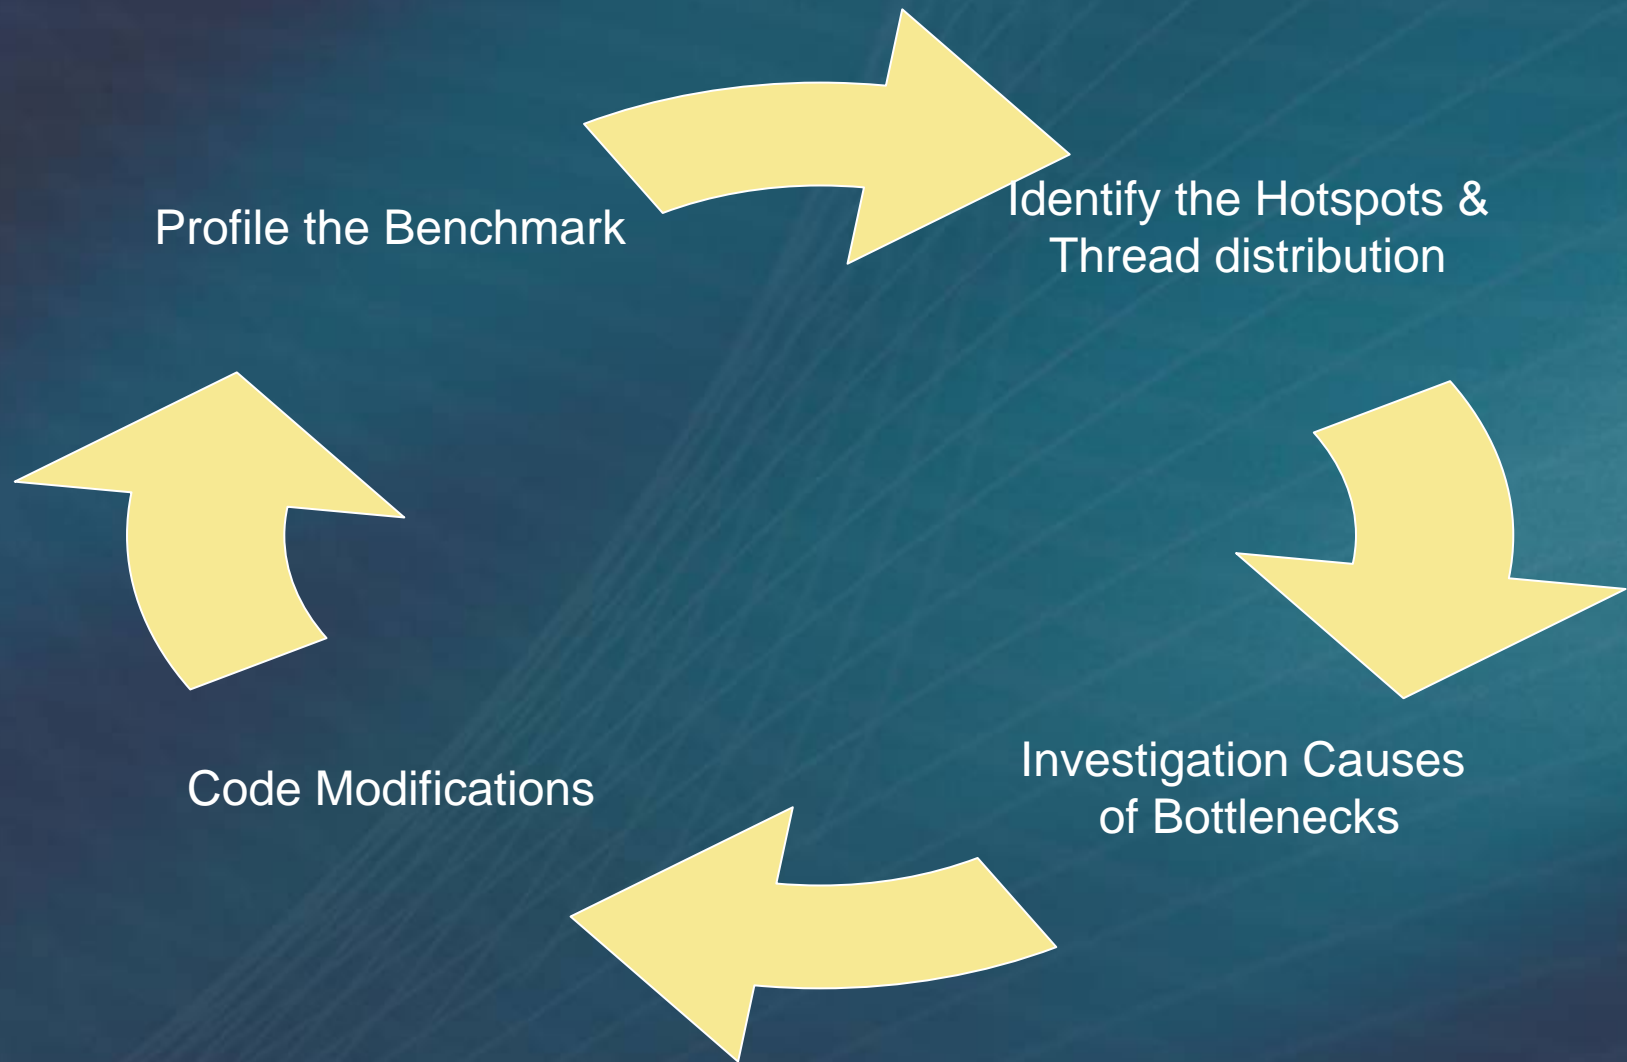 Profile the Benchmark
Identify the Hotspots &
Thread distribution
Investigation Causes
of Bottlenecks
Code Modifications